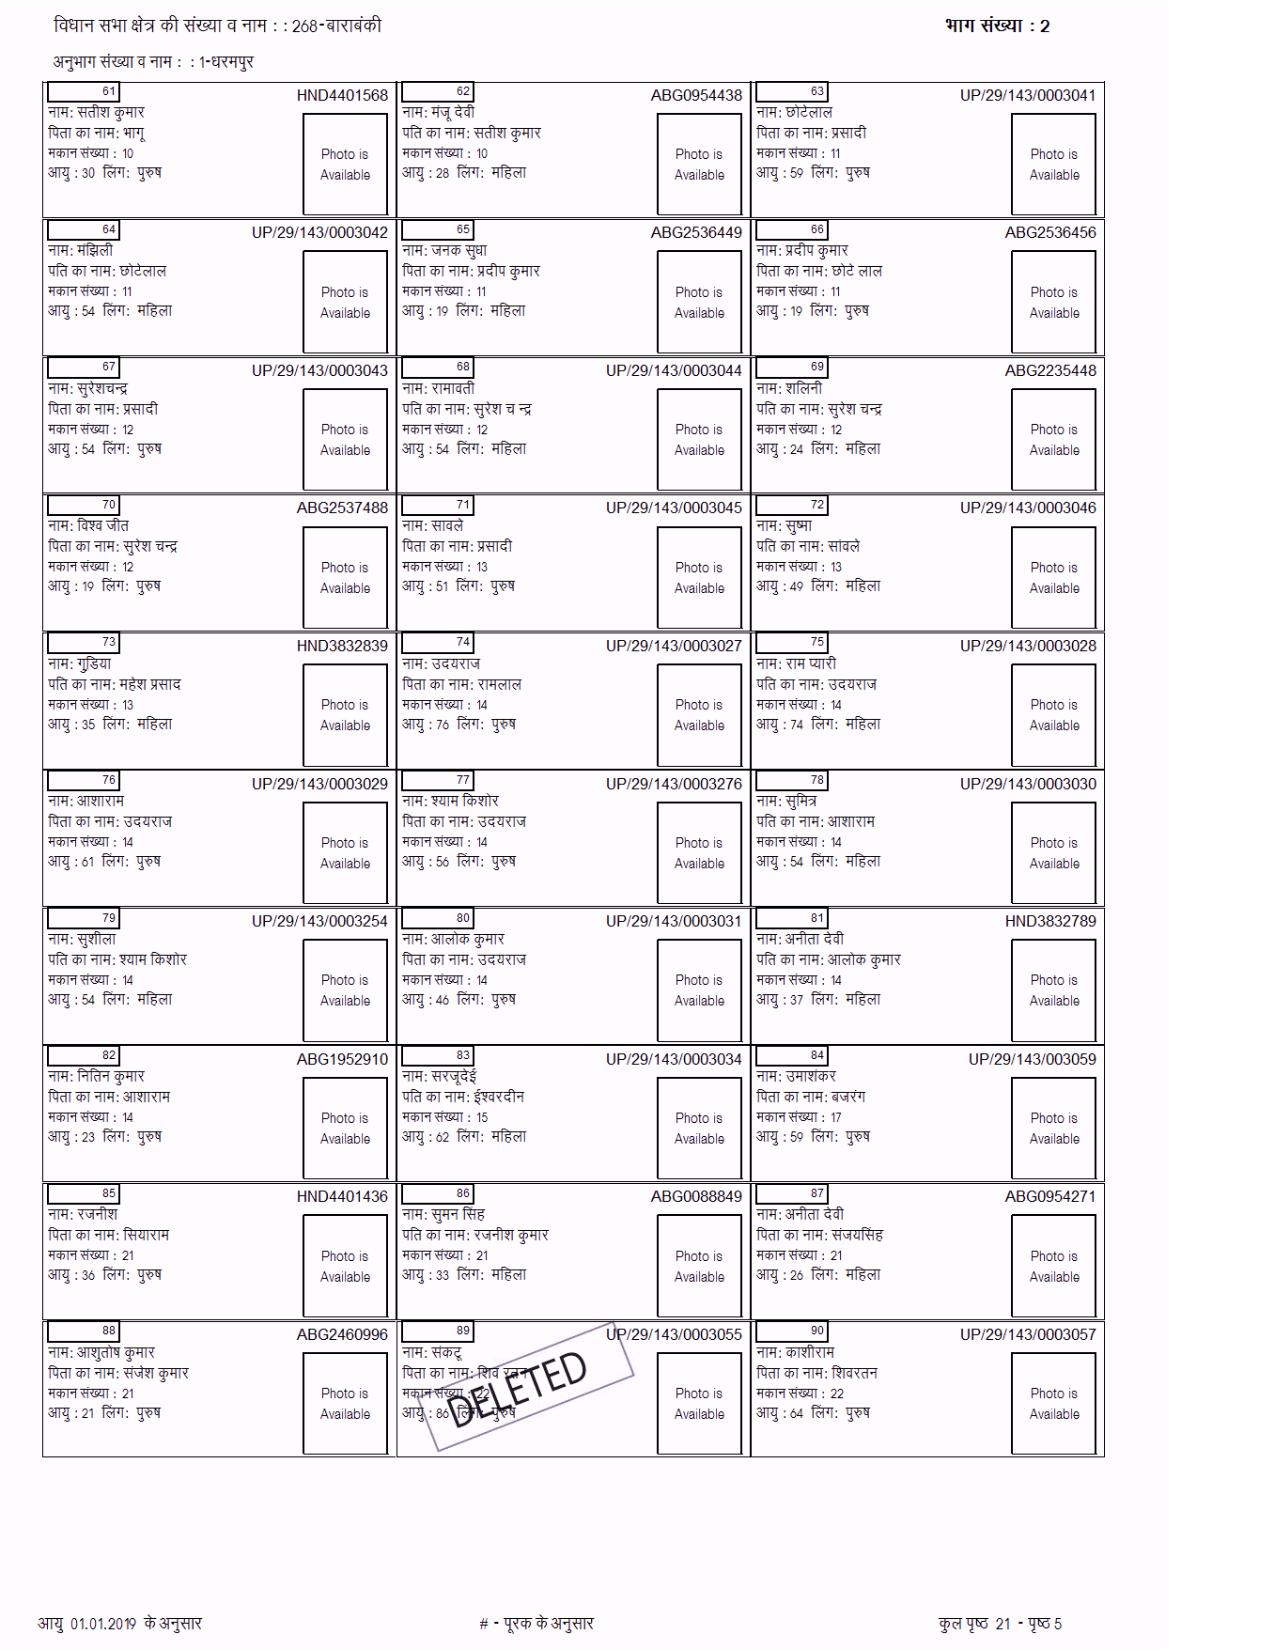 विधान सभा क्षेत्र की संख्या व नाम : : 268-बाराबंकी
भाग संख्या : 2
अनुभाग संख्या व नाम : : 1-धरमपुर
61 HND4401568
नाम: सतीश कुमार
पिता का नाम: भागू
मकान संख्या : 10
आयु : 30 लिंग: पुरुष
Photo is
Available
62 ABG0954438
नाम: मंजू देवी
पति का नाम: सतीश कुमार
मकान संख्या : 10
आयु : 28 लिंग: महिला
Photo is
Available
63 UP/29/143/0003041
नाम: छोटेलाल
पिता का नाम: प्रसादी
मकान संख्या : 11
आयु : 59 लिंग: पुरुष
Photo is
Available
64 UP/29/143/0003042
नाम: मंझिली
पति का नाम: छोटेलाल
मकान संख्या : 11
आयु : 54 लिंग: महिला
Photo is
Available
65 ABG2536449
नाम: जनक सुधा
पिता का नाम: प्रदीप कुमार
मकान संख्या : 11
आयु : 19 लिंग: महिला
Photo is
Available
66 ABG2536456
नाम: प्रदीप कुमार
पिता का नाम: छोटे लाल
मकान संख्या : 11
आयु : 19 लिंग: पुरुष
Photo is
Available
67 UP/29/143/0003043
नाम: सुरेशचन्द्र
पिता का नाम: प्रसादी
मकान संख्या : 12
आयु : 54 लिंग: पुरुष
Photo is
Available
68 UP/29/143/0003044
नाम: रामावती
पति का नाम: सुरेश च न्द्र
मकान संख्या : 12
आयु : 54 लिंग: महिला
Photo is
Available
69 ABG2235448
नाम: शलिनी
पति का नाम: सुरेश चन्द्र
मकान संख्या : 12
आयु : 24 लिंग: महिला
Photo is
Available
70 ABG2537488
नाम: विश्व जीत
पिता का नाम: सुरेश चन्द्र
मकान संख्या : 12
आयु : 19 लिंग: पुरुष
Photo is
Available
71 UP/29/143/0003045
नाम: सावले
पिता का नाम: प्रसादी
मकान संख्या : 13
आयु : 51 लिंग: पुरुष
Photo is
Available
72 UP/29/143/0003046
नाम: सुष्मा
पति का नाम: सांवले
मकान संख्या : 13
आयु : 49 लिंग: महिला
Photo is
Available
73 HND3832839
नाम: गुडिया
पति का नाम: महेश प्रसाद
मकान संख्या : 13
आयु : 35 लिंग: महिला
Photo is
Available
74 UP/29/143/0003027
नाम: उदयराज
पिता का नाम: रामलाल
मकान संख्या : 14
आयु : 76 लिंग: पुरुष
Photo is
Available
75 UP/29/143/0003028
नाम: राम प्यारी
पति का नाम: उदयराज
मकान संख्या : 14
आयु : 74 लिंग: महिला
Photo is
Available
76 UP/29/143/0003029
नाम: आशाराम
पिता का नाम: उदयराज
मकान संख्या : 14
आयु : 61 लिंग: पुरुष
Photo is
Available
77 UP/29/143/0003276
नाम: श्याम किशोर
पिता का नाम: उदयराज
मकान संख्या : 14
आयु : 56 लिंग: पुरुष
Photo is
Available
78 UP/29/143/0003030
नाम: सुमित्र
पति का नाम: आशाराम
मकान संख्या : 14
आयु : 54 लिंग: महिला
Photo is
Available
79 UP/29/143/0003254
नाम: सुशीला
पति का नाम: श्याम किशोर
मकान संख्या : 14
आयु : 54 लिंग: महिला
Photo is
Available
80 UP/29/143/0003031
नाम: आलोक कुमार
पिता का नाम: उदयराज
मकान संख्या : 14
आयु : 46 लिंग: पुरुष
Photo is
Available
81 HND3832789
नाम: अनीता देवी
पति का नाम: आलोक कुमार
मकान संख्या : 14
आयु : 37 लिंग: महिला
Photo is
Available
82 ABG1952910
नाम: नितिन कुमार
पिता का नाम: आशाराम
मकान संख्या : 14
आयु : 23 लिंग: पुरुष
Photo is
Available
83 UP/29/143/0003034
नाम: सरजूदेई
पति का नाम: ईश्वरदीन
मकान संख्या : 15
आयु : 62 लिंग: महिला
Photo is
Available
84 UP/29/143/003059
नाम: उमाशंकर
पिता का नाम: बजरंग
मकान संख्या : 17
आयु : 59 लिंग: पुरुष
Photo is
Available
85 HND4401436
नाम: रजनीश
पिता का नाम: सियाराम
मकान संख्या : 21
आयु : 36 लिंग: पुरुष
Photo is
Available
86 ABG0088849
नाम: सुमन सिंह
पति का नाम: रजनीश कुमार
मकान संख्या : 21
आयु : 33 लिंग: महिला
Photo is
Available
87 ABG0954271
नाम: अनीता देवी
पिता का नाम: संजयसिंह
मकान संख्या : 21
आयु : 26 लिंग: महिला
Photo is
Available
88 ABG2460996
नाम: आशुतोष कुमार
पिता का नाम: संजेश कुमार
मकान संख्या : 21
आयु : 21 लिंग: पुरुष
Photo is
Available
89 UP/29/143/0003055
नाम: संकटू
पिता का नाम: शिव रतन
मकान संख्या : 22
आयु : 86 लिंग: पुरुष
DELETED
Photo is
Available
90 UP/29/143/0003057
नाम: काशीराम
पिता का नाम: शिवरतन
मकान संख्या : 22
आयु : 64 लिंग: पुरुष
Photo is
Available
आयु 01.01.2019 के अनुसार
# - पूरक के अनुसार
कुल पृष्ठ 21 - पृष्ठ 5